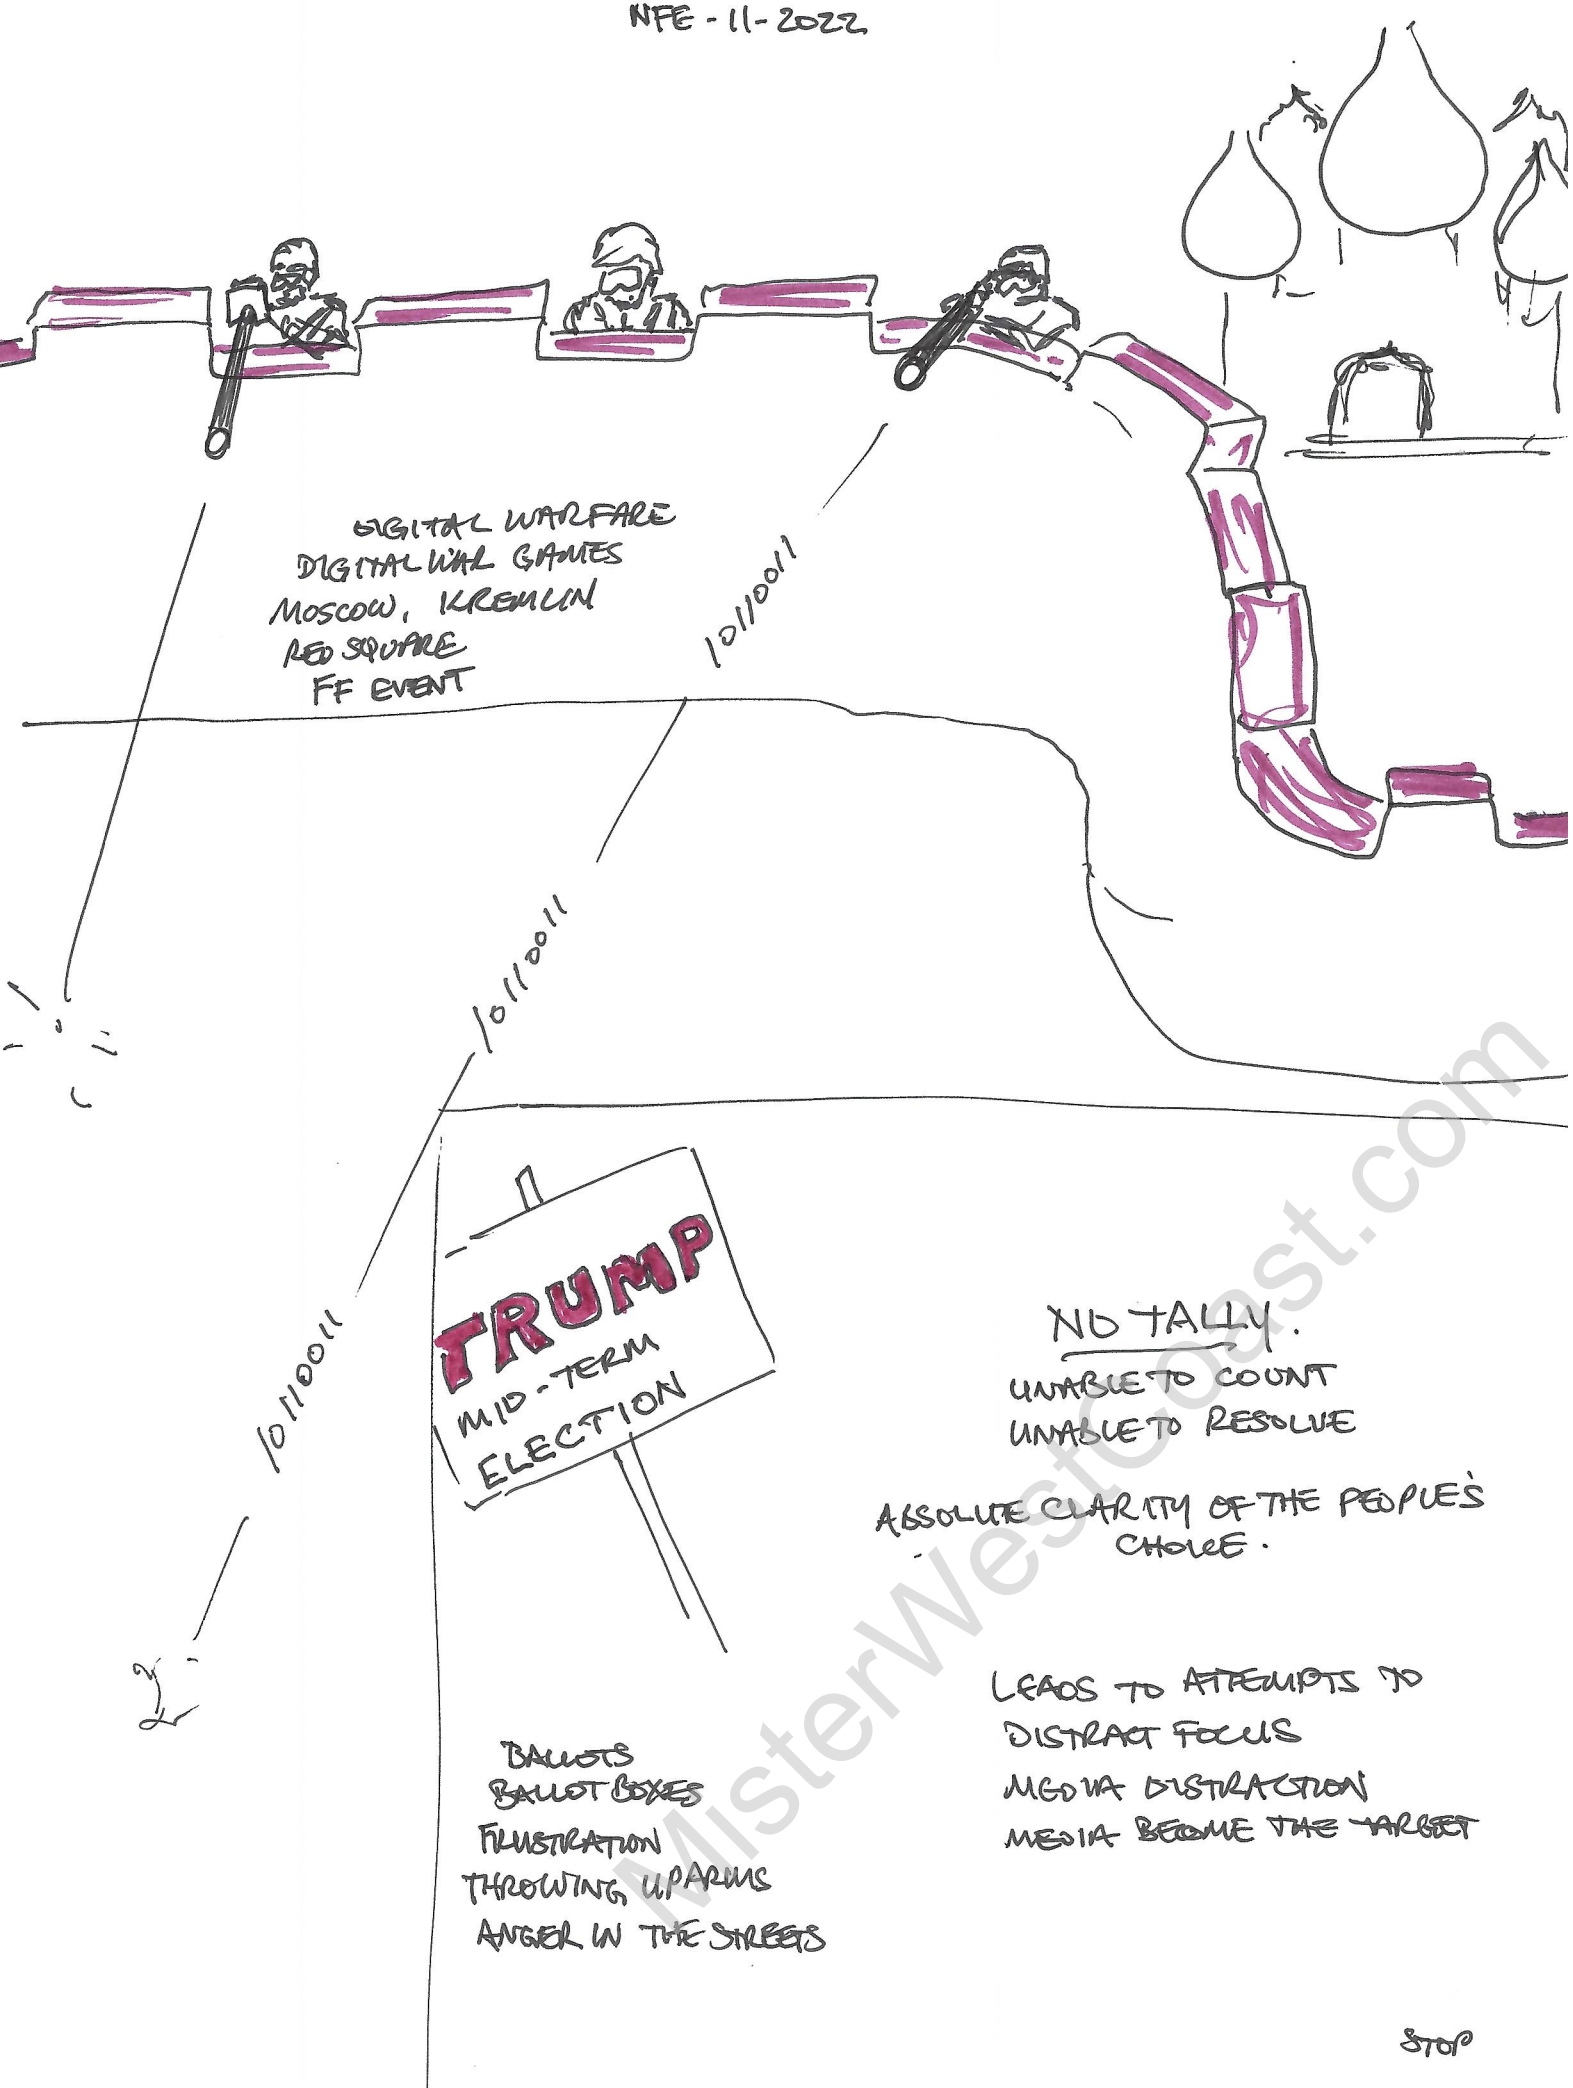 NFE - 11 - 2022
DIGITAL WARFARE
DIGITAL WAR GAMES
MOSCOW, KREMLIN
RED SQUARE
FF EVENT
10110011
10110011
10110011
TRUMP
MID-TERM
ELECTION
NO TALLY.
UNABLE TO COUNT
UNABLE TO RESOLVE
ABSOLUTE CLARITY OF THE PEOPLE'S
CHOICE.
LEADS TO ATTEMPTS TO
DISTRACT FOCUS
MEDIA DISTRACTION
MEDIA BECOME THE TARGET
BALLOTS
BALLOT BOXES
FRUSTRATION
THROWING UP ARMS
ANGER IN THE STREETS
STOP
MisterWestCoast.com